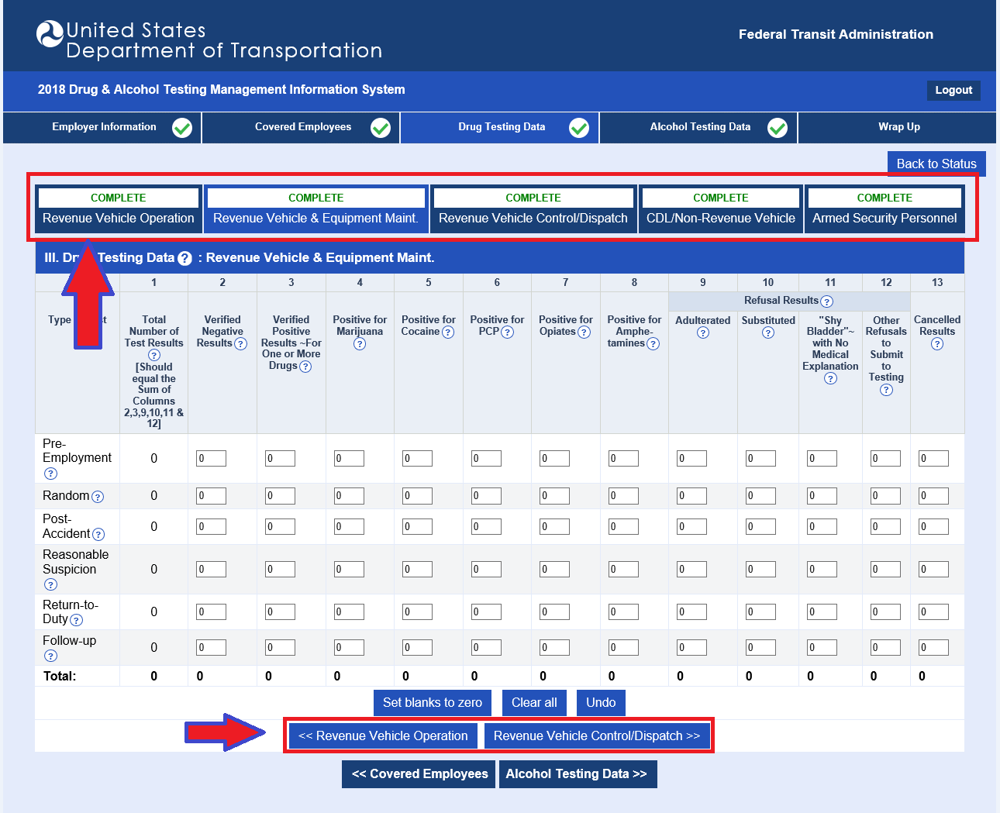 United States
Department of Transportation
Federal Transit Administration
2018 Drug & Alcohol Testing Management Information System
Logout
Employer Information
Covered Employees
Drug Testing Data
Alcohol Testing Data
Wrap Up
Back to Status
COMPLETE
Revenue Vehicle Operation
COMPLETE
Revenue Vehicle & Equipment Maint.
COMPLETE
Revenue Vehicle Control/Dispatch
COMPLETE
CDL/Non-Revenue Vehicle
COMPLETE
Armed Security Personnel
III. Testing Data ? : Revenue Vehicle & Equipment Maint.
1 2 3 4 5 6 7 8 9 10 11 12 13
Type
Total
Number of
Test Results
?
[Should
equal the
Sum of
Columns
2,3,9,10,11 &
12]
Verified
Negative
Results ?
Verified
Positive
Results ~For
One or More
Drugs ?
Positive for
Marijuana
?
Positive for
Cocaine ?
Positive for
PCP ?
Positive for
Opiates ?
Positive for
Amphe-
tamines ?
Refusal Results ?
Adulterated
?
Substituted
?
"Shy
Bladder"~
with No
Medical
Explanation
?
Other
Refusals
to
Submit
to
Testing
?
Cancelled
Results
?
Pre-
Employment
?
0 0 0 0 0 0 0 0 0 0 0 0 0
Random ? 0 0 0 0 0 0 0 0 0 0 0 0 0
Post-
Accident ?
0 0 0 0 0 0 0 0 0 0 0 0 0
Reasonable
Suspicion
?
0 0 0 0 0 0 0 0 0 0 0 0 0
Return-to-
Duty ?
0 0 0 0 0 0 0 0 0 0 0 0 0
Follow-up
?
0 0 0 0 0 0 0 0 0 0 0 0 0
Total: 0 0 0 0 0 0 0 0 0 0 0 0 0
Set blanks to zero
Clear all
Undo
<< Revenue Vehicle Operation
Revenue Vehicle Control/Dispatch >>
<< Covered Employees
Alcohol Testing Data >>